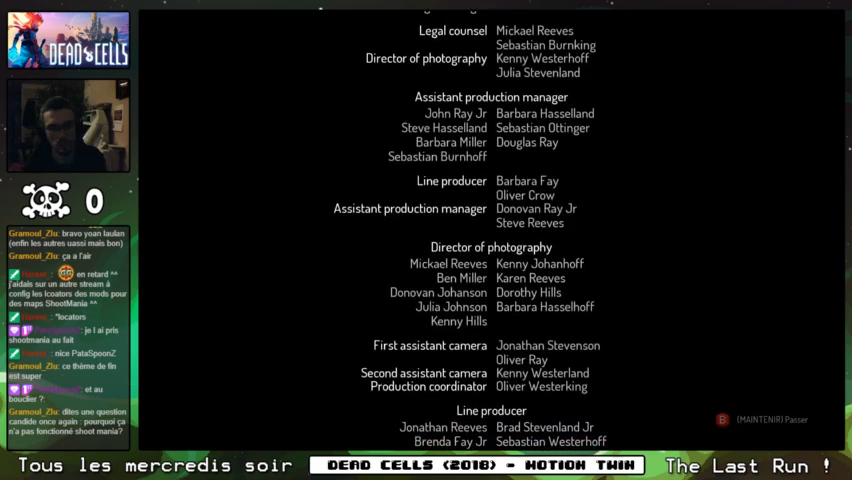 DEAD CELLS
0
Gramoul_Zlu: bravo yoan laulan
(enfin les autres uassi mais bon)
Gramoul_Zlu: ça a l'air
en retard ^^
j'aidais sur un autre stream à
config les lcoators des mods pour
des maps ShootMania ^^
: "locators
: je l ai pris
shootmania au fait
: nice PataSpoonZ
Gramoul_Zlu: ce thème de fin
est super
: et au
bouclier ?:
Gramoul_Zlu: dites une question
candide once again : pourquoi ça
n'a pas fonctionné shoot mania?
Legal counsel Mickael Reeves
Sebastian Burnking
Director of photography Kenny Westerhoff
Julia Stevenland
Assistant production manager
John Ray Jr Barbara Hasselland
Steve Hasselland Sebastian Ottinger
Barbara Miller Douglas Ray
Sebastian Burnhoff
Line producer Barbara Fay
Oliver Crow
Assistant production manager Donovan Ray Jr
Steve Reeves
Director of photography
Mickael Reeves Kenny Johanhoff
Ben Miller Karen Reeves
Donovan Johanson Dorothy Hills
Julia Johnson Barbara Hasselhoff
Kenny Hills
First assistant camera Jonathan Stevenson
Oliver Ray
Second assistant camera Kenny Westerland
Production coordinator Oliver Westerking
Line producer
Jonathan Reeves Brad Stevenland Jr
Brenda Fay Jr Sebastian Westerhoff
B (MAINTENIR) Passer
Tous les mercredis soir
DEAD CELLS (2018) - MOTION TWIN
The Last Run !